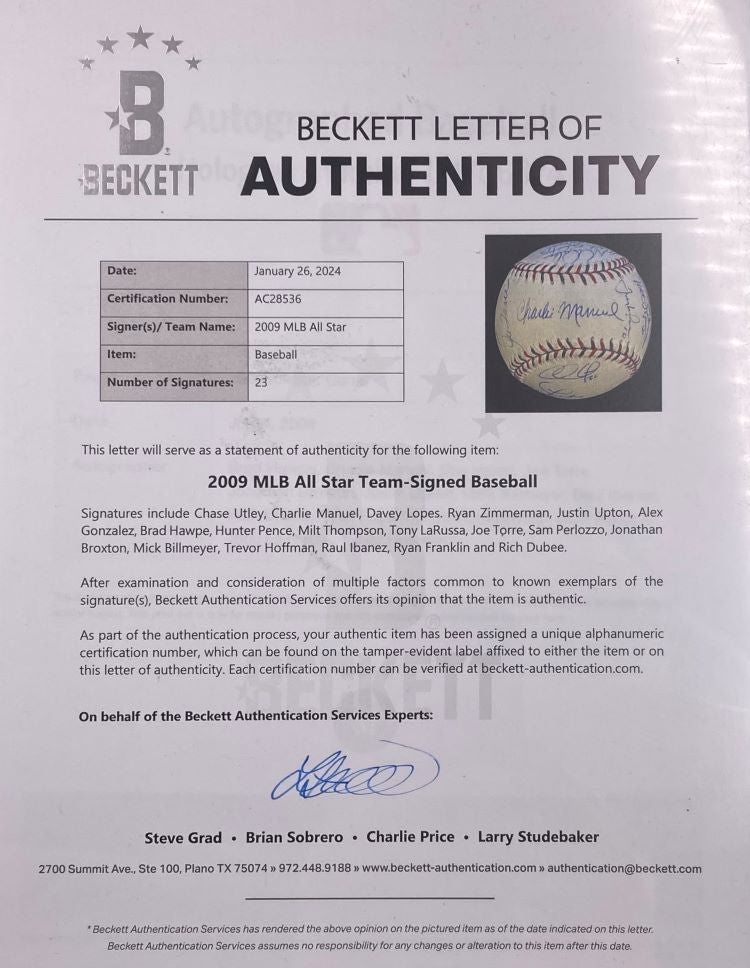 B
BECKETT
BECKETT LETTER OF
AUTHENTICITY
Date: January 26, 2024
Certification Number: AC28536
Signer(s)/ Team Name: 2009 MLB All Star
Item: Baseball
Number of Signatures: 23
Charlie Manuel
This letter will serve as a statement of authenticity for the following item:
2009 MLB All Star Team-Signed Baseball
Signatures include Chase Utley, Charlie Manuel, Davey Lopes. Ryan Zimmerman, Justin Upton, Alex
Gonzalez, Brad Hawpe, Hunter Pence, Milt Thompson, Tony LaRussa, Joe Torre, Sam Perlozzo, Jonathan
Broxton, Mick Billmeyer, Trevor Hoffman, Raul Ibanez, Ryan Franklin and Rich Dubee.
After examination and consideration of multiple factors common to known exemplars of the
signature(s), Beckett Authentication Services offers its opinion that the item is authentic.
As part of the authentication process, your authentic item has been assigned a unique alphanumeric
certification number, which can be found on the tamper-evident label affixed to either the item or on
this letter of authenticity. Each certification number can be verified at beckett-authentication.com.
On behalf of the Beckett Authentication Services Experts:
Steve Grad • Brian Sobrero • Charlie Price • Larry Studebaker
2700 Summit Ave., Ste 100, Plano TX 75074 » 972.448.9188 » www.beckett-authentication.com » authentication@beckett.com
*Beckett Authentication Services has rendered the above opinion on the pictured item as of the date indicated on this letter.
Beckett Authentication Services assumes no responsibility for any changes or alteration to this item after this date.